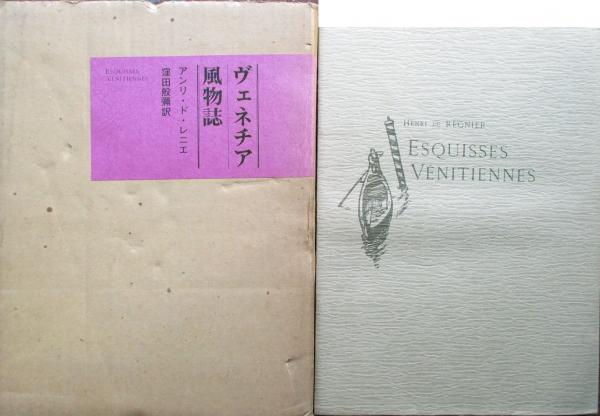 ヴェネチア
風物誌
アンリ・ド・レニエ
窪田般彌訳
ESQUISSES
VÉNITIENNES
HENRI DE RÉGNIER
ESQUISSES
VÉNITIENNES